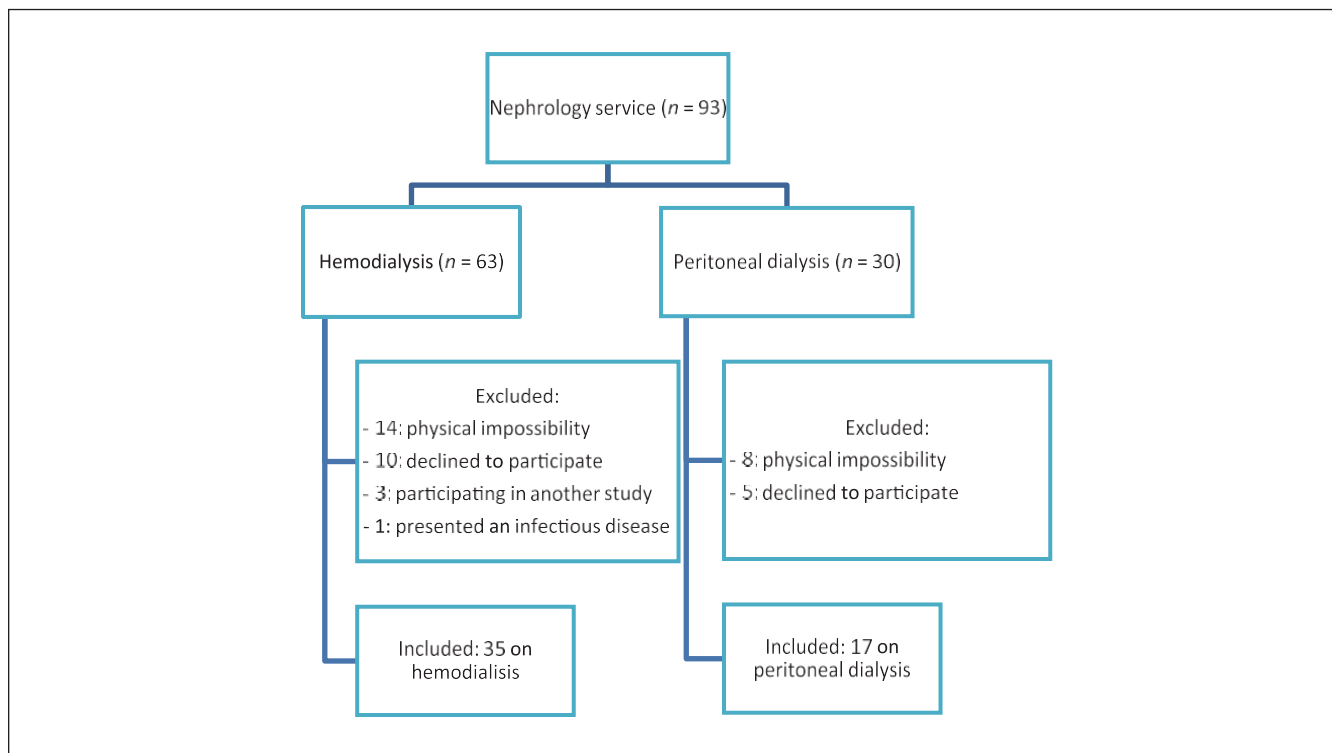 Nephrology service (n = 93)
Hemodialysis (n = 63)
Peritoneal dialysis (n = 30)
Excluded:
- 14: physical impossibility
- 10: declined to participate
- 3: participating in another study
- 1: presented an infectious disease
Excluded:
- 8: physical impossibility
- 5: declined to participate
Included: 35 on
hemodialisis
Included: 17 on
peritoneal dialysis